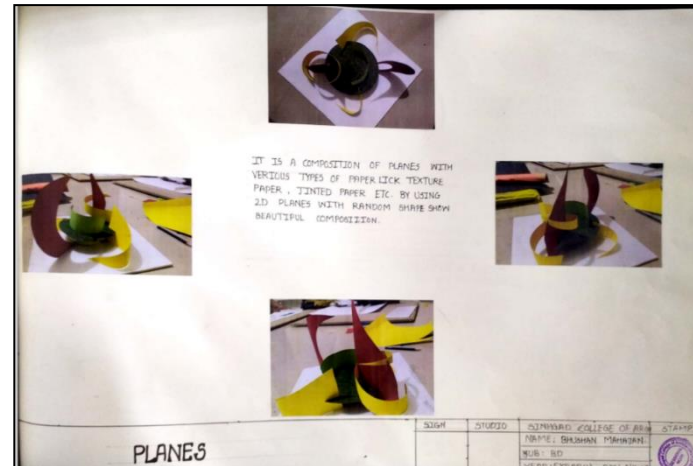 IT IS A COMPOSITION OF PLANES WITH
VERIOUS TYPES OF PAPER LICK TEXTURE
PAPER, TINTED PAPER ETC. BY USING
2D PLANES WITH RANDOM SHAPE SHOW
BEAUTIFUL COMPOSIZION.
PLANES
SIGN
STUDIO
SINHGAD COLLEGE OF
STAMP
NAME: BHUSHAN MAHAJAN.
SUB: BD